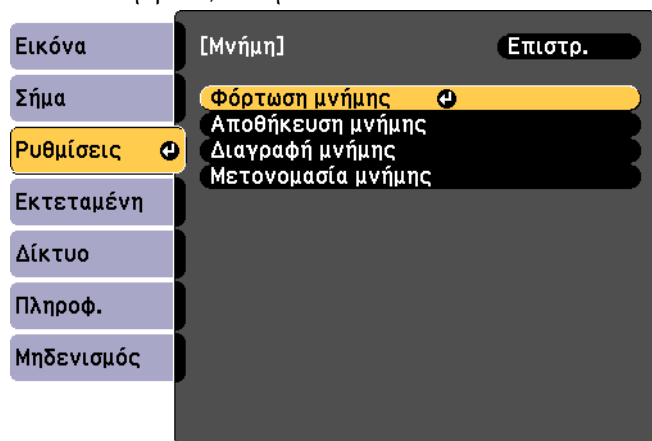 Εικόνα
Σήμα
Ρυθμίσεις
Εκτεταμένη
Δίκτυο
Πληροφ.
Μηδενισμός
[Μνήμη] Επιστρ.
Φόρτωση μνήμης
Αποθήκευση μνήμης
Διαγραφή μνήμης
Μετονομασία μνήμης